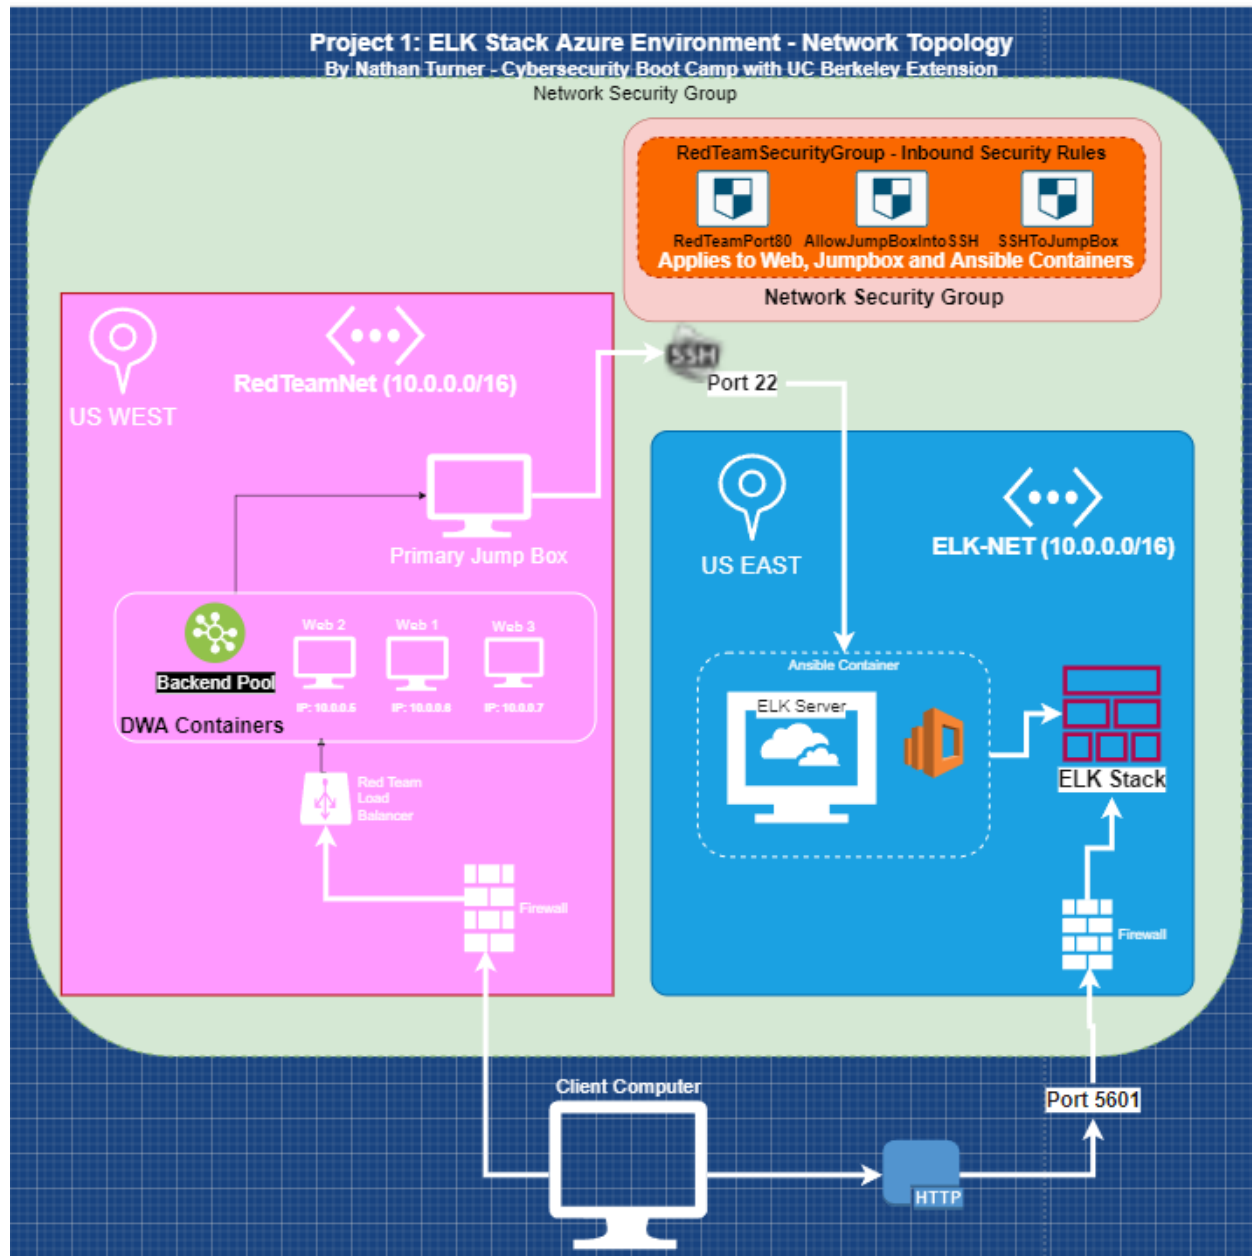 Project 1: ELK Stack Azure Environment - Network Topology
By Nathan Turner - Cybersecurity Boot Camp with UC Berkeley Extension
Network Security Group
RedTeamSecurityGroup - Inbound Security Rules
RedTeamPort80 AllowJumpBoxIntoSSH SSHToJumpBox
Applies to Web, Jumpbox and Ansible Containers
Network Security Group
US WEST
RedTeamNet (10.0.0.0/16)
SSH
Port 22
Primary Jump Box
US EAST
ELK-NET (10.0.0.0/16)
Backend Pool
DWA Containers
Web 2
Web 1
Web 3
IP: 10.0.0.5
IP: 10.0.0.6
IP: 10.0.0.7
Red Team
Load
Balancer
Firewall
Ansible Container
ELK Server
ELK Stack
Firewall
Client Computer
Port 5601
HTTP